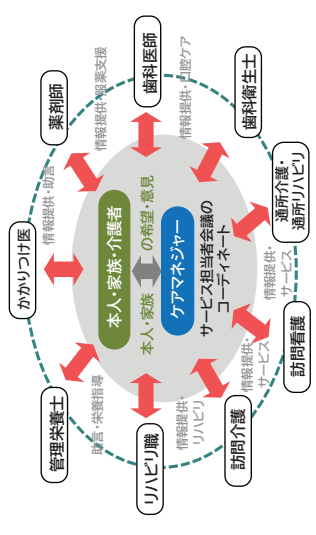 かかりつけ医
薬剤師
歯科医師
歯科衛生士
通所介護・
通所リハビリ
訪問看護
訪問介護
リハビリ職
管理栄養士
情報提供・助言
情報提供・服薬支援
情報提供・口腔ケア
情報提供・
サービス
情報提供・
サービス
情報提供・
リハビリ
助言・栄養指導
本人・家族・介護者
本人・家族
の希望・意見
ケアマネジャー
サービス担当者会議の
コーディネート